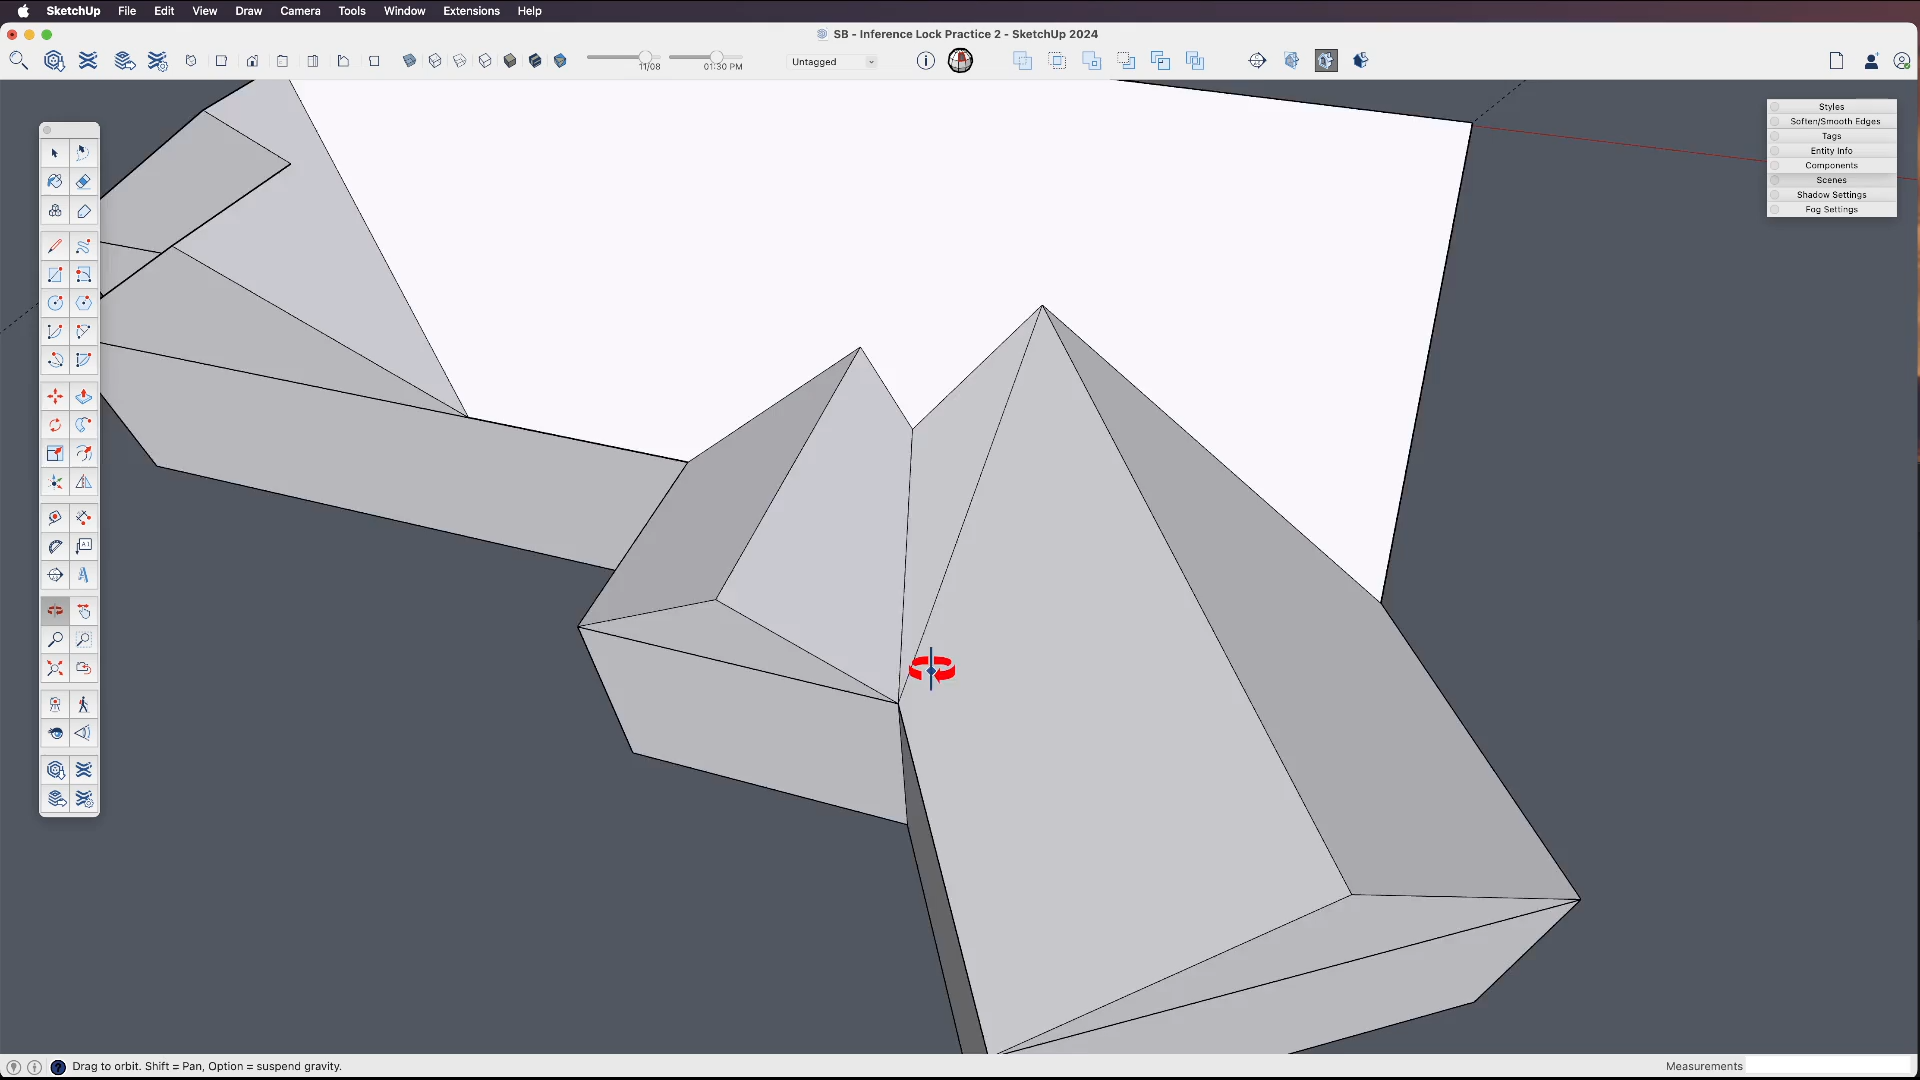 SketchUp File Edit View Draw Camera Tools Window Extensions Help
SB - Inference Lock Practice 2 - SketchUp 2024
11/08 01:30 PM Untagged
Styles
Soften/Smooth Edges
Tags
Entity Info
Components
Scenes
Shadow Settings
Fog Settings
Drag to orbit. Shift = Pan, Option = suspend gravity. Measurements